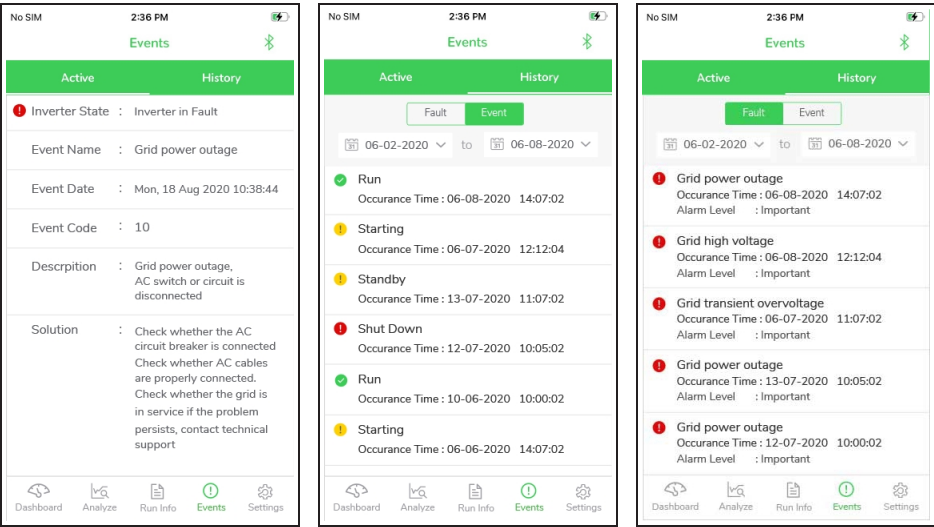 No SIM 2:36 PM
Events
Active History
Inverter State : Inverter in Fault
Event Name : Grid power outage
Event Date : Mon, 18 Aug 2020 10:38:44
Event Code : 10
Descrpition : Grid power outage,
AC switch or circuit is
disconnected
Solution : Check whether the AC
circuit breaker is connected
Check whether AC cables
are properly connected.
Check whether the grid is
in service if the problem
persists, contact technical
support
Dashboard Analyze Run Info Events Settings
No SIM 2:36 PM
Events
Active History
Fault Event
06-02-2020 to 06-08-2020
Run
Occurance Time : 06-08-2020 14:07:02
Starting
Occurance Time : 06-07-2020 12:12:04
Standby
Occurance Time : 13-07-2020 11:07:02
Shut Down
Occurance Time : 12-07-2020 10:05:02
Run
Occurance Time : 10-06-2020 10:00:02
Starting
Occurance Time : 06-06-2020 14:07:02
Dashboard Analyze Run Info Events Settings
No SIM 2:36 PM
Events
Active History
Fault Event
06-02-2020 to 06-08-2020
Grid power outage
Occurance Time : 06-08-2020 14:07:02
Alarm Level : Important
Grid high voltage
Occurance Time : 06-08-2020 12:12:04
Alarm Level : Important
Grid transient overvoltage
Occurance Time : 06-07-2020 11:07:02
Alarm Level : Important
Grid power outage
Occurance Time : 13-07-2020 10:05:02
Alarm Level : Important
Grid power outage
Occurance Time : 12-07-2020 10:00:02
Alarm Level : Important
Dashboard Analyze Run Info Events Settings